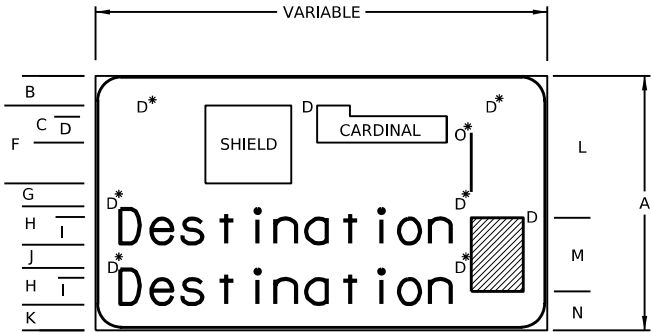 VARIABLE
B
D* D*
C D D CARDINAL
F SHIELD O* L
G D* D* A
H I Destination D
J M
D* D*
H I Destination
K N